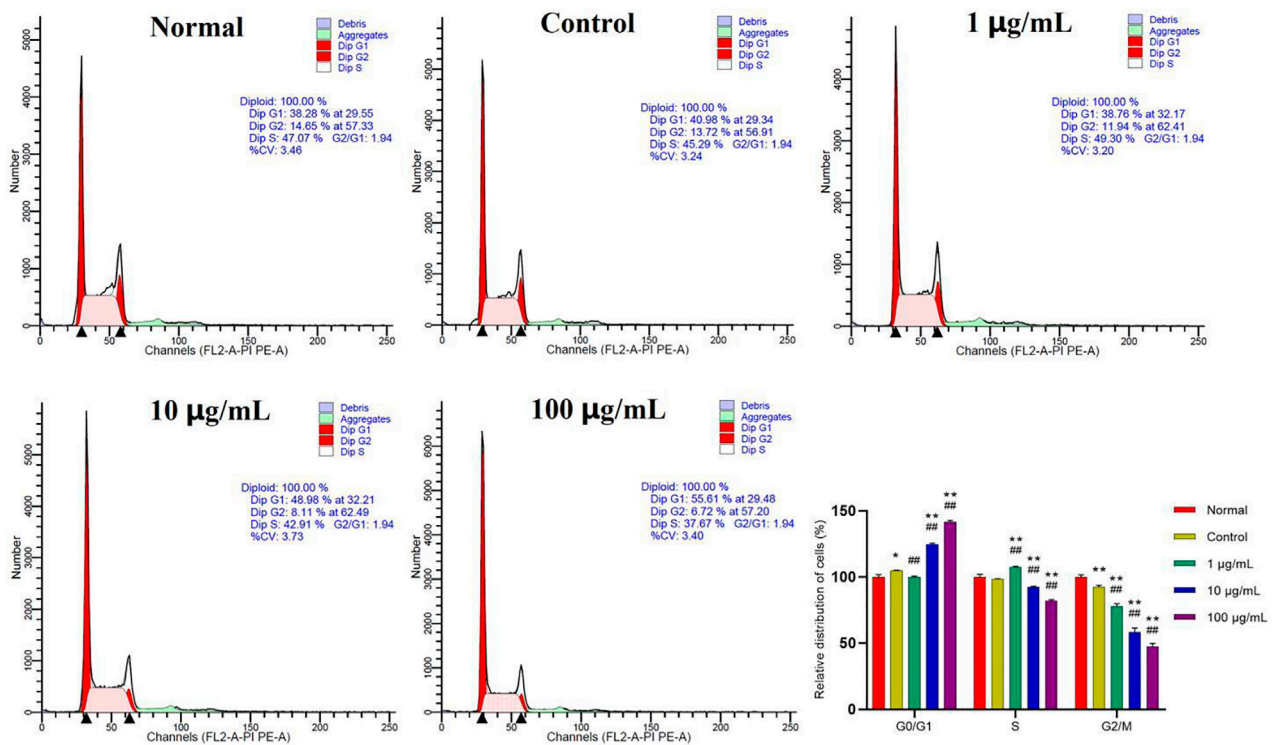 Normal
Debris
Aggregates
Dip G1
Dip G2
Dip S
Diploid: 100.00 %
Dip G1: 38.28 % at 29.55
Dip G2: 14.65 % at 57.33
Dip S: 47.07 % G2/G1: 1.94
%CV: 3.46
Number
5000
4000
3000
2000
1000
0
0 50 100 150 200 250
Channels (FL2-A-PI PE-A)
Control
Debris
Aggregates
Dip G1
Dip G2
Dip S
Diploid: 100.00 %
Dip G1: 40.98 % at 29.34
Dip G2: 13.72 % at 56.91
Dip S: 45.29 % G2/G1: 1.94
%CV: 3.24
Number
5000
4000
3000
2000
1000
0
0 50 100 150 200 250
Channels (FL2-A-PI PE-A)
1 μg/mL
Debris
Aggregates
Dip G1
Dip G2
Dip S
Diploid: 100.00 %
Dip G1: 38.76 % at 32.17
Dip G2: 11.94 % at 62.41
Dip S: 49.30 % G2/G1: 1.94
%CV: 3.20
Number
4000
3000
2000
1000
0
0 50 100 150 200 250
Channels (FL2-A-PI PE-A)
10 μg/mL
Debris
Aggregates
Dip G1
Dip G2
Dip S
Diploid: 100.00 %
Dip G1: 48.98 % at 32.21
Dip G2: 8.11 % at 62.49
Dip S: 42.91 % G2/G1: 1.94
%CV: 3.73
Number
5000
4000
3000
2000
1000
0
0 50 100 150 200 250
Channels (FL2-A-PI PE-A)
100 μg/mL
Debris
Aggregates
Dip G1
Dip G2
Dip S
Diploid: 100.00 %
Dip G1: 55.61 % at 29.48
Dip G2: 6.72 % at 57.20
Dip S: 37.67 % G2/G1: 1.94
%CV: 3.40
Number
6000
5000
4000
3000
2000
1000
0
0 50 100 150 200 250
Channels (FL2-A-PI PE-A)
Relative distribution of cells (%)
150
100
50
0
* ## ** ## ** ##
** ## ** ## ** ##
** ** ## ** ## ** ##
G0/G1 S G2/M
Normal
Control
1 μg/mL
10 μg/mL
100 μg/mL